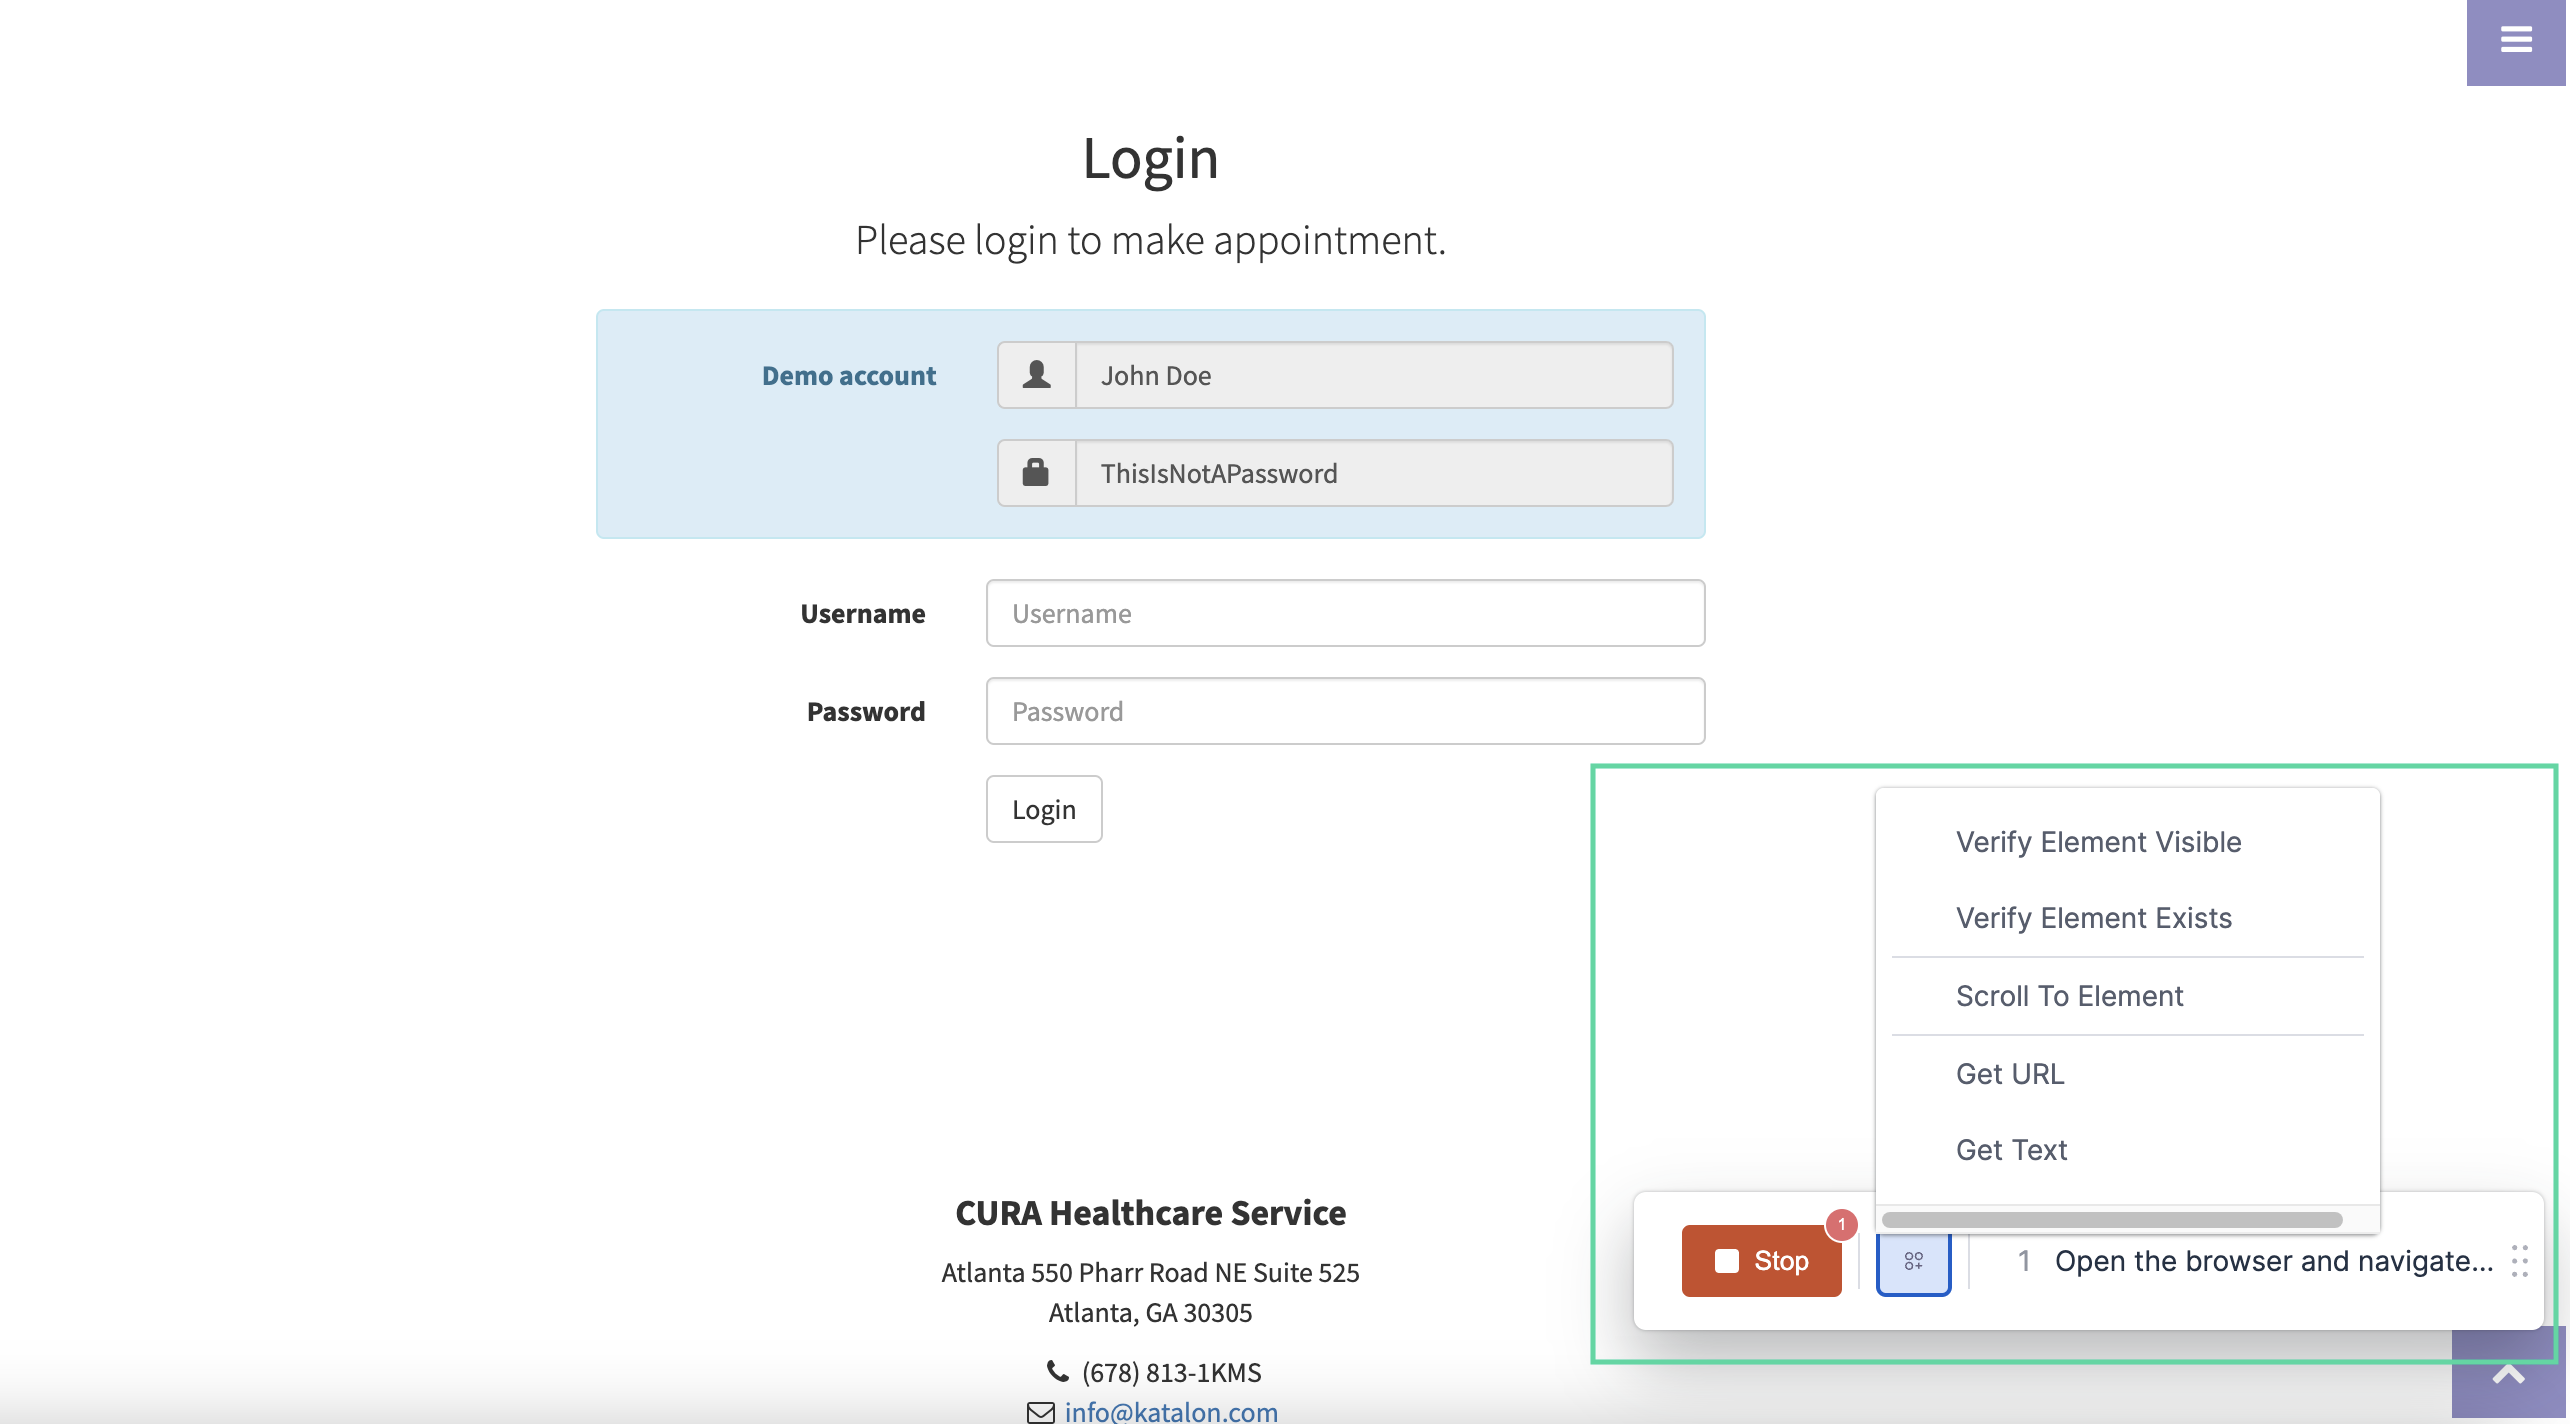 Login
Please login to make appointment.
Demo account
John Doe
ThisIsNotAPassword
Username
Username
Password
Password
Login
Verify Element Visible
Verify Element Exists
Scroll To Element
Get URL
Get Text
Stop
1
1 Open the browser and navigate...
CURA Healthcare Service
Atlanta 550 Pharr Road NE Suite 525
Atlanta, GA 30305
(678) 813-1KMS
info@katalon.com